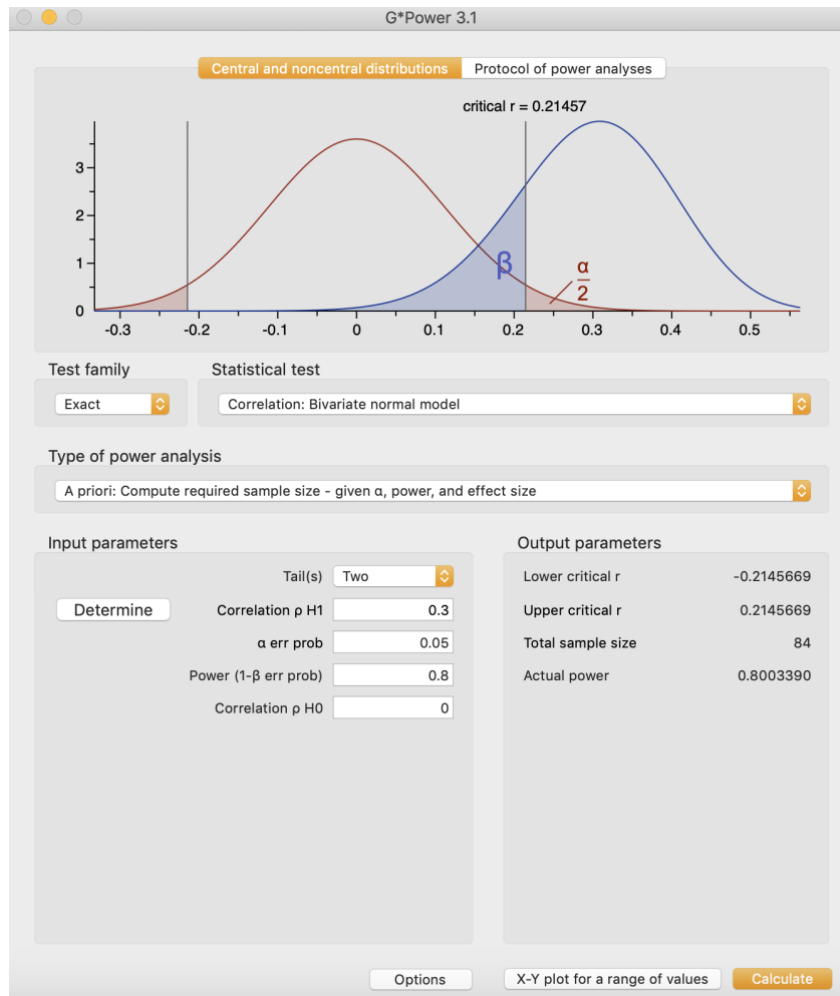 G*Power 3.1
Central and noncentral distributions Protocol of power analyses
critical r = 0.21457
3
2
1
0
β
α
2
-0.3 -0.2 -0.1 0 0.1 0.2 0.3 0.4 0.5
Test family Statistical test
Exact Correlation: Bivariate normal model
Type of power analysis
A priori: Compute required sample size - given α, power, and effect size
Input parameters
Tail(s) Two
Determine Correlation ρ H1 0.3
α err prob 0.05
Power (1-β err prob) 0.8
Correlation ρ H0 0
Output parameters
Lower critical r -0.2145669
Upper critical r 0.2145669
Total sample size 84
Actual power 0.8003390
Options X-Y plot for a range of values Calculate